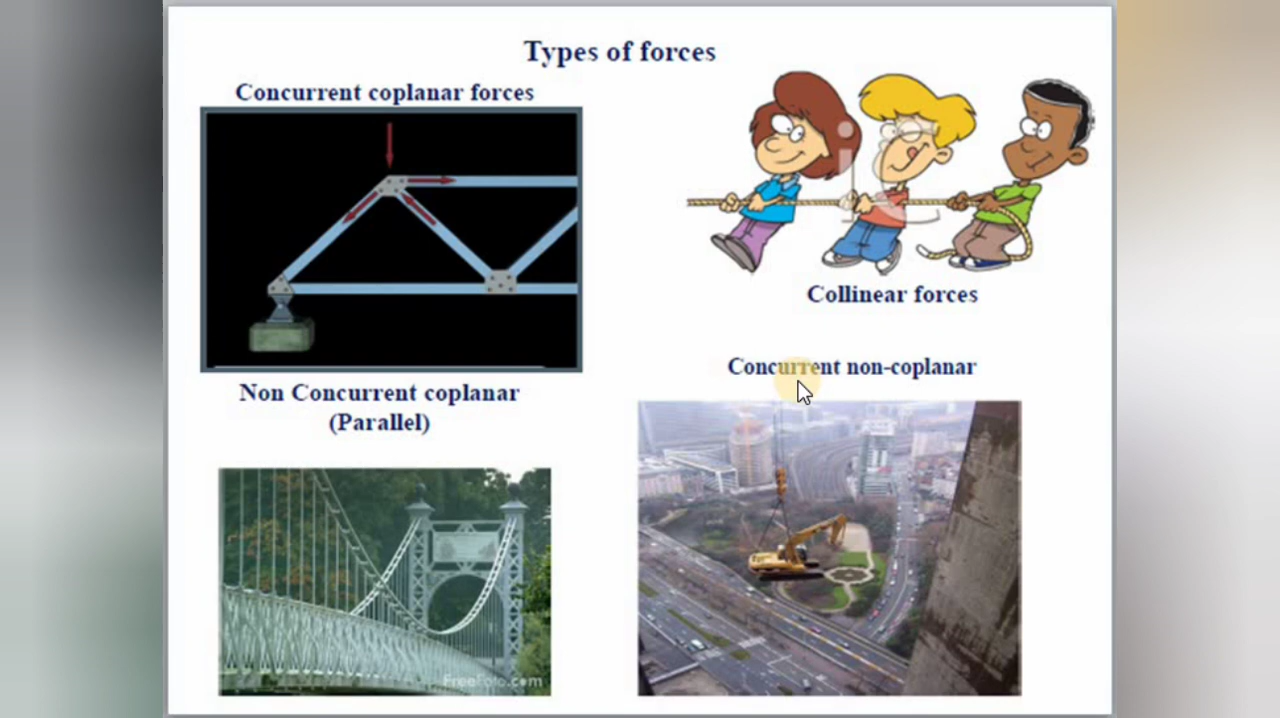 Types of forces
Concurrent coplanar forces
Collinear forces
Concurrent non-coplanar
Non Concurrent coplanar
(Parallel)
FreeFoto.com